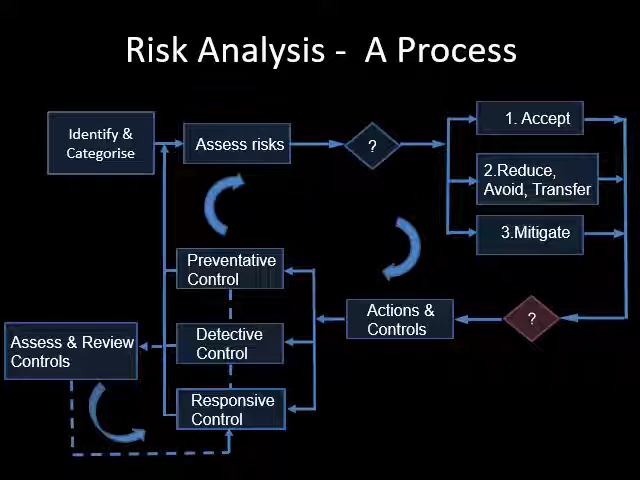 Risk Analysis -  A Process
Identify &
Categorise
Assess risks
?
1. Accept
2.Reduce,
Avoid, Transfer
3.Mitigate
?
Actions &
Controls
Preventative
Control
Detective
Control
Responsive
Control
Assess & Review
Controls